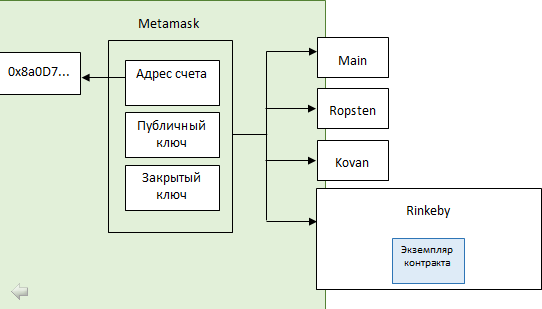 Metamask
0x8a0D7...
Адрес счета
Публичный
ключ
Закрытый
ключ
Main
Ropsten
Kovan
Rinkeby
Экземпляр
контракта